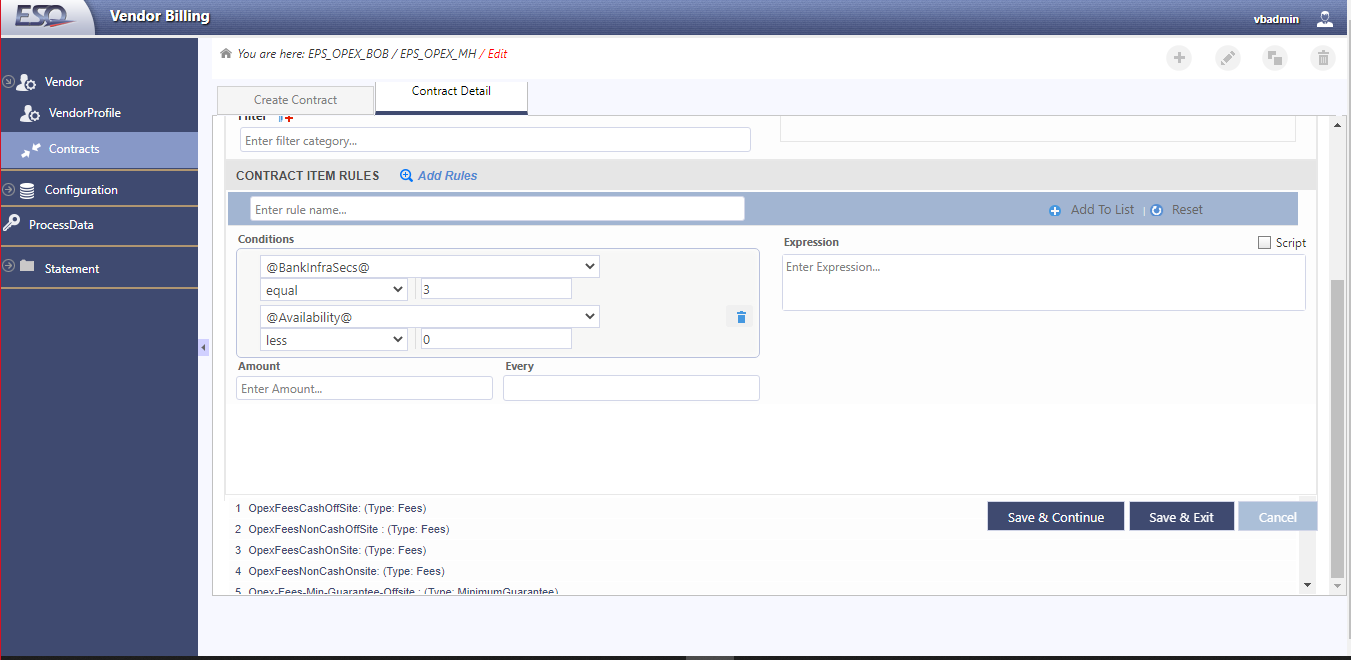 ESQ Vendor Billing vbadmin
You are here: EPS_OPEX_BOB / EPS_OPEX_MH / Edit
Vendor
VendorProfile
Contracts
Configuration
ProcessData
Statement
Create Contract Contract Detail
Filter
Enter filter category...
CONTRACT ITEM RULES Add Rules
Enter rule name... Add To List | Reset
Conditions Expression Script
@BankInfraSecs@ Enter Expression...
equal 3
@Availability@
less 0
Amount Every
Enter Amount...
1 OpexFeesCashOffSite: (Type: Fees)
2 OpexFeesNonCashOffSite : (Type: Fees)
3 OpexFeesCashOnSite: (Type: Fees)
4 OpexFeesNonCashOnsite: (Type: Fees)
5 Opex-Fees-Min-Guarantee-Offsite : (Type: MinimumGuarantee)
Save & Continue Save & Exit Cancel